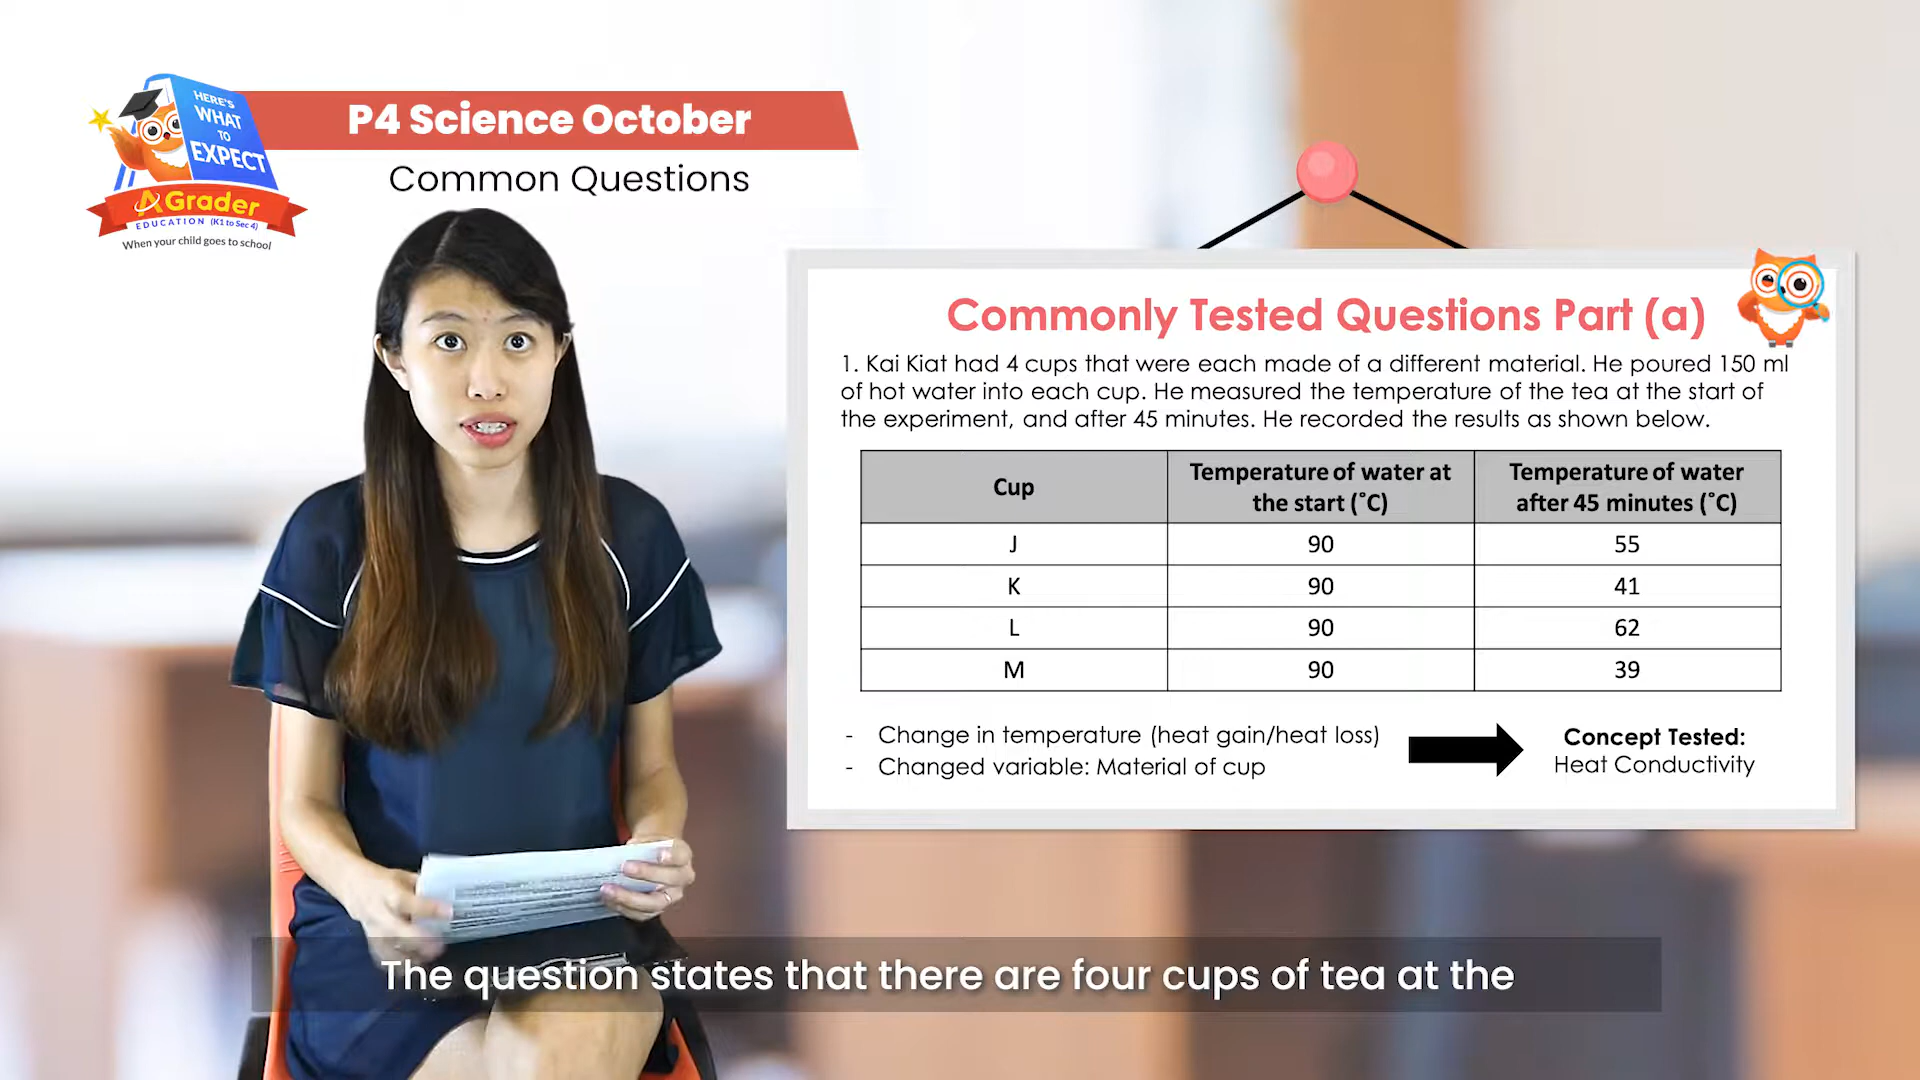 HERE'S
WHAT
TO
EXPECT
AGrader
EDUCATION (K1 to Sec 4)
When your child goes to school
P4 Science October
Common Questions
Commonly Tested Questions Part (a)
1. Kai Kiat had 4 cups that were each made of a different material. He poured 150 ml
of hot water into each cup. He measured the temperature of the tea at the start of
the experiment, and after 45 minutes. He recorded the results as shown below.
Cup Temperature of water at the start (˚C) Temperature of water after 45 minutes (˚C)
J 90 55
K 90 41
L 90 62
M 90 39
- Change in temperature (heat gain/heat loss)
- Changed variable: Material of cup
Concept Tested:
Heat Conductivity
The question states that there are four cups of tea at the